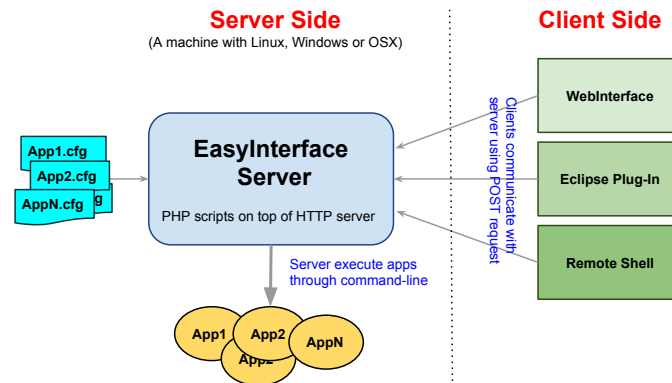 Server Side
(A machine with Linux, Windows or OSX)
Client Side
App1.cfg
App2.cfg
AppN.cfg
g
EasyInterface
Server
PHP scripts on top of HTTP server
Clients communicate with
server using POST request
WebInterface
Eclipse Plug-In
Remote Shell
Server execute apps
through command-line
App1
App2
AppN
App2